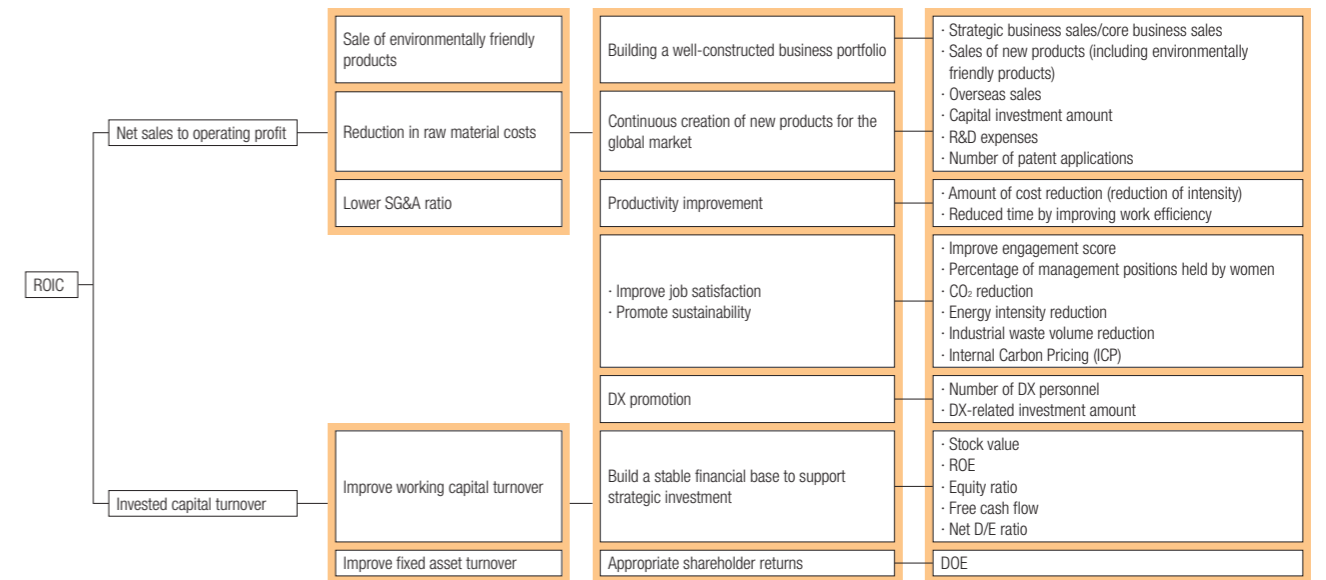 ROIC
Net sales to operating profit
Invested capital turnover
Sale of environmentally friendly
products
Reduction in raw material costs
Lower SG&A ratio
Improve working capital turnover
Improve fixed asset turnover
Building a well-constructed business portfolio
Continuous creation of new products for the
global market
Productivity improvement
· Improve job satisfaction
· Promote sustainability
DX promotion
Build a stable financial base to support
strategic investment
Appropriate shareholder returns
· Strategic business sales/core business sales
· Sales of new products (including environmentally
friendly products)
· Overseas sales
· Capital investment amount
· R&D expenses
· Number of patent applications
· Amount of cost reduction (reduction of intensity)
· Reduced time by improving work efficiency
· Improve engagement score
· Percentage of management positions held by women
· CO₂ reduction
· Energy intensity reduction
· Industrial waste volume reduction
· Internal Carbon Pricing (ICP)
· Number of DX personnel
· DX-related investment amount
· Stock value
· ROE
· Equity ratio
· Free cash flow
· Net D/E ratio
DOE